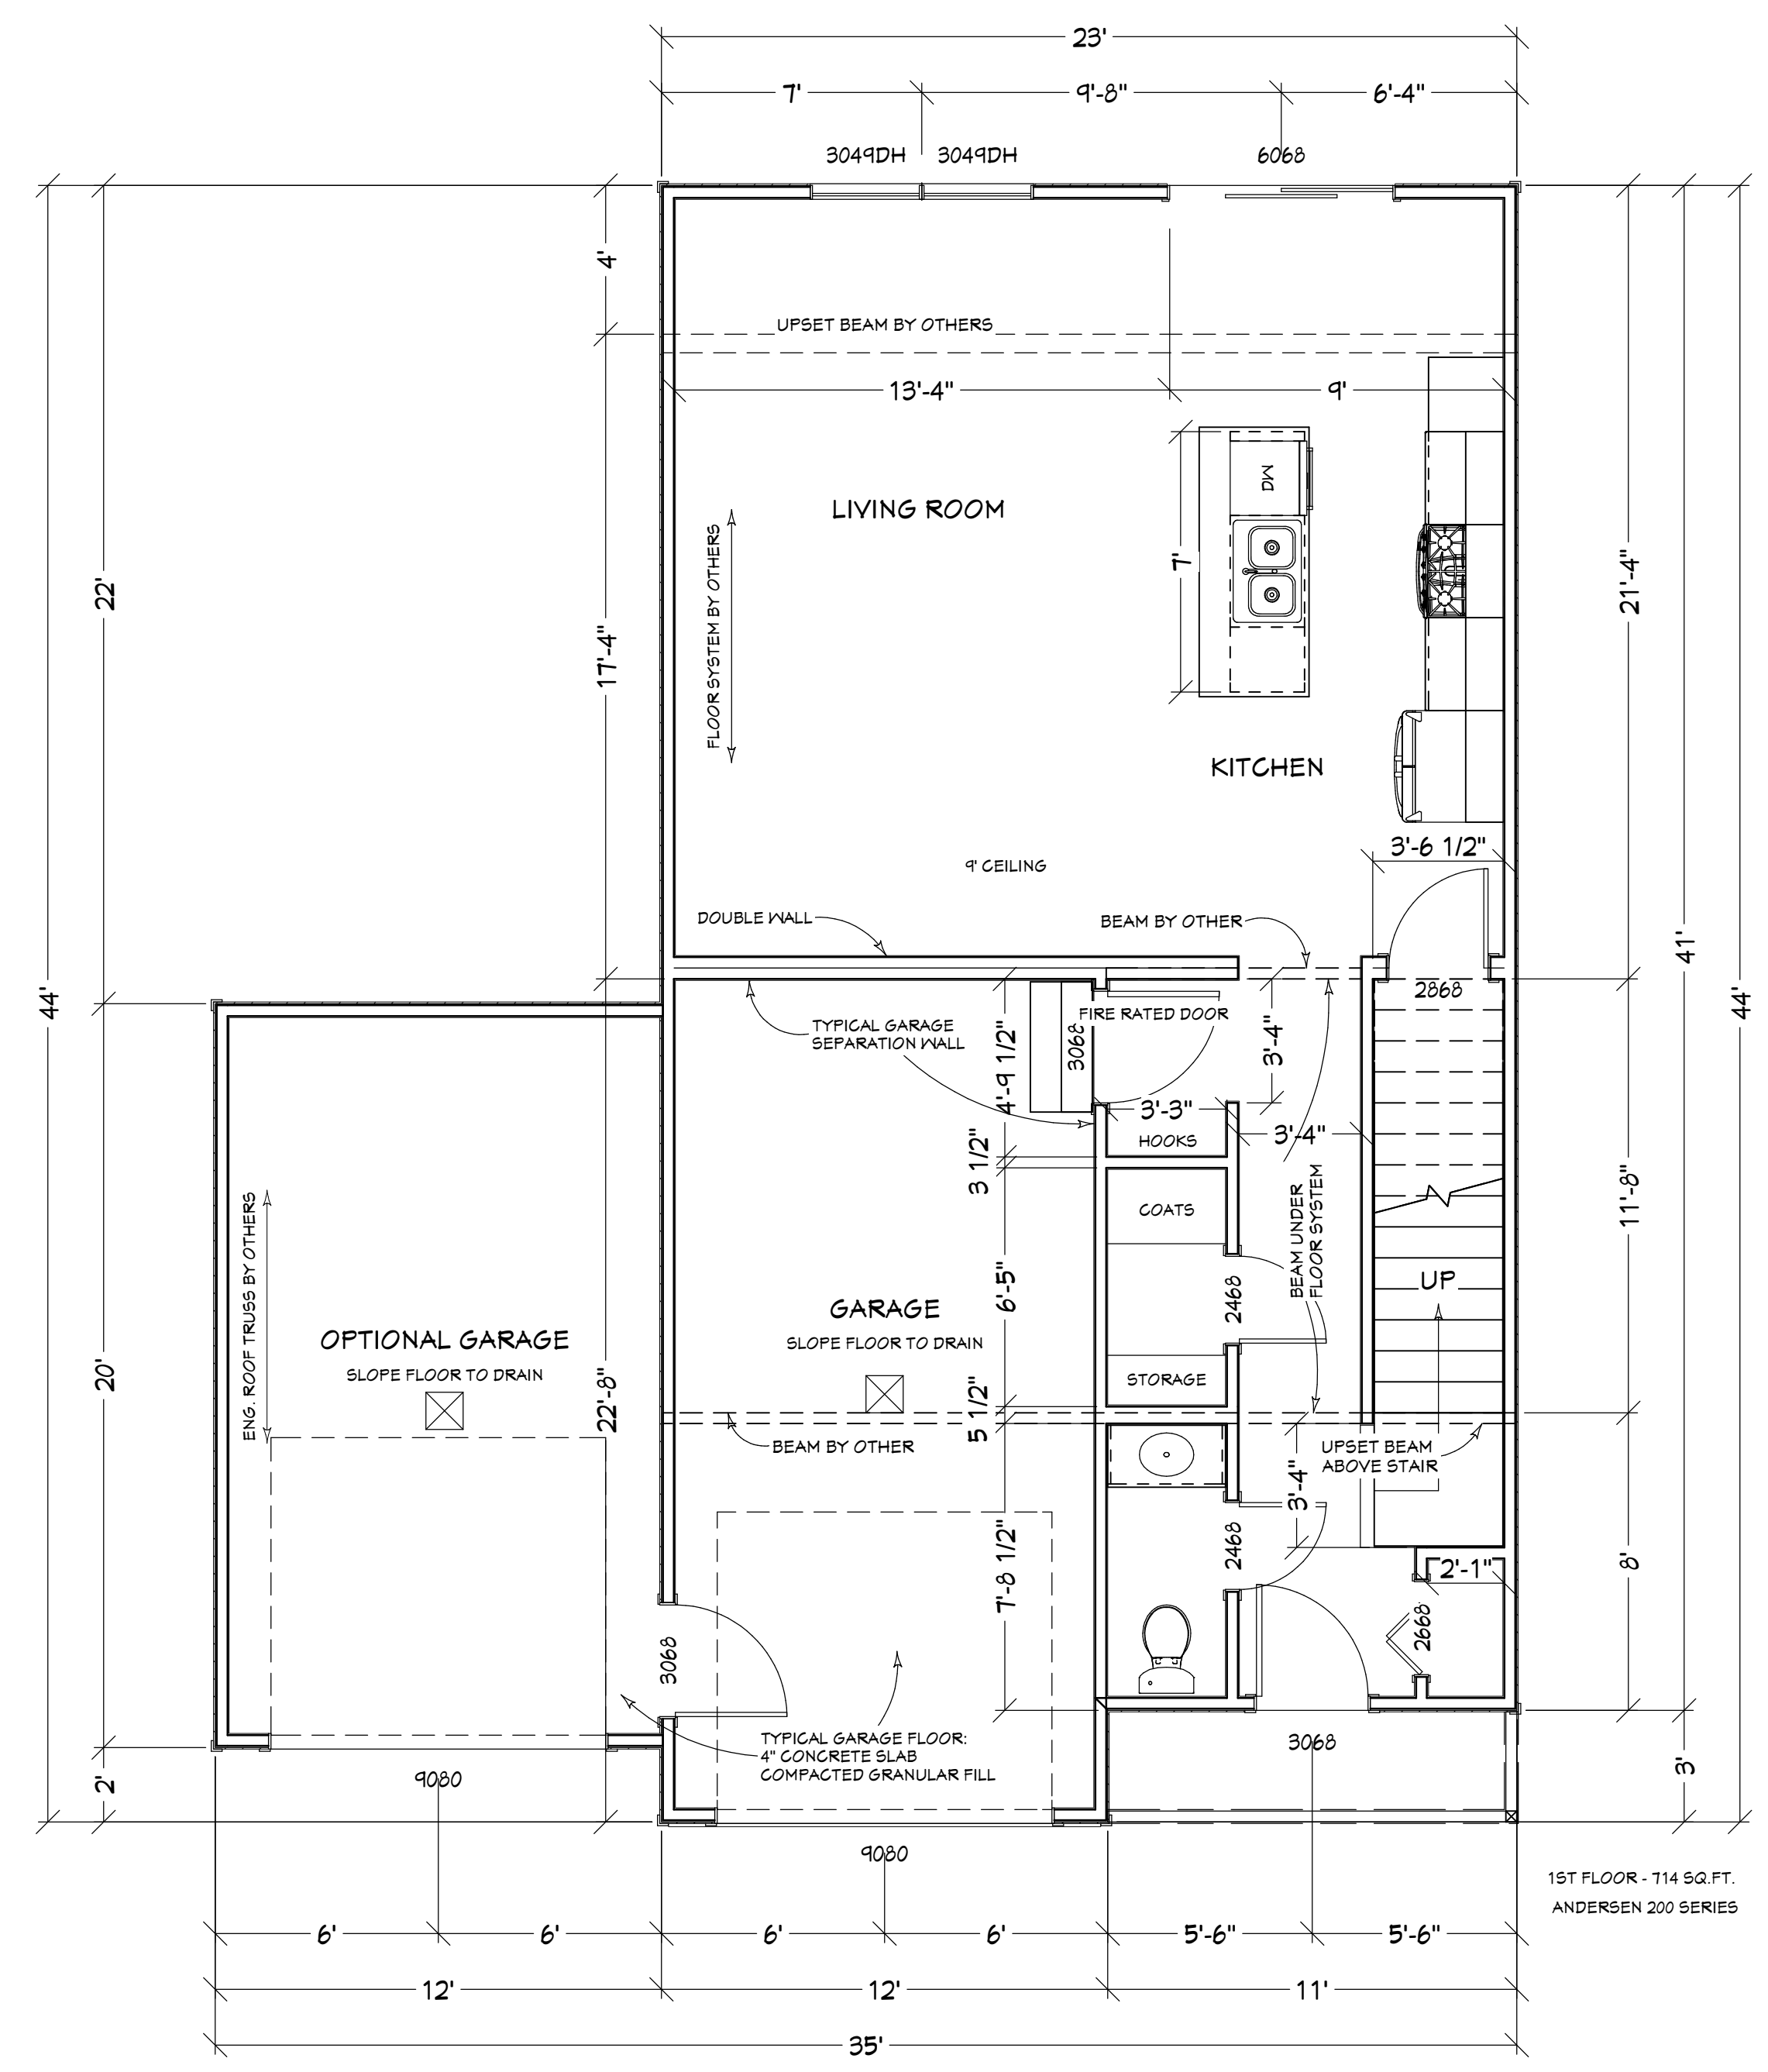 23'
7'
9'-8"
6'-4"
3049DH
3049DH
6068
4'
UPSET BEAM BY OTHERS
13'-4"
9'
DW
LIVING ROOM
7'
FLOOR SYSTEM BY OTHERS
22'
17'-4"
21'-4"
KITCHEN
3'-6 1/2"
9' CEILING
DOUBLE WALL
BEAM BY OTHER
41'
44'
44'
2868
FIRE RATED DOOR
TYPICAL GARAGE
SEPARATION WALL
3068
4'-9 1/2"
3'-4"
3'-3"
3'-4"
HOOKS
3 1/2"
COATS
BEAM UNDER
FLOOR SYSTEM
11'-8"
ENG. ROOF TRUSS BY OTHERS
6'-5"
2468
UP
GARAGE
SLOPE FLOOR TO DRAIN
OPTIONAL GARAGE
SLOPE FLOOR TO DRAIN
20'
22'-8"
STORAGE
5 1/2"
BEAM BY OTHER
UPSET BEAM
ABOVE STAIR
3'-4"
2468
7'-8 1/2"
8'
2'-1"
2668
3068
TYPICAL GARAGE FLOOR:
4" CONCRETE SLAB
COMPACTED GRANULAR FILL
3068
2'
3'
9080
9080
1ST FLOOR - 714 SQ.FT.
ANDERSEN 200 SERIES
6'
6'
6'
6'
5'-6"
5'-6"
12'
12'
11'
35'